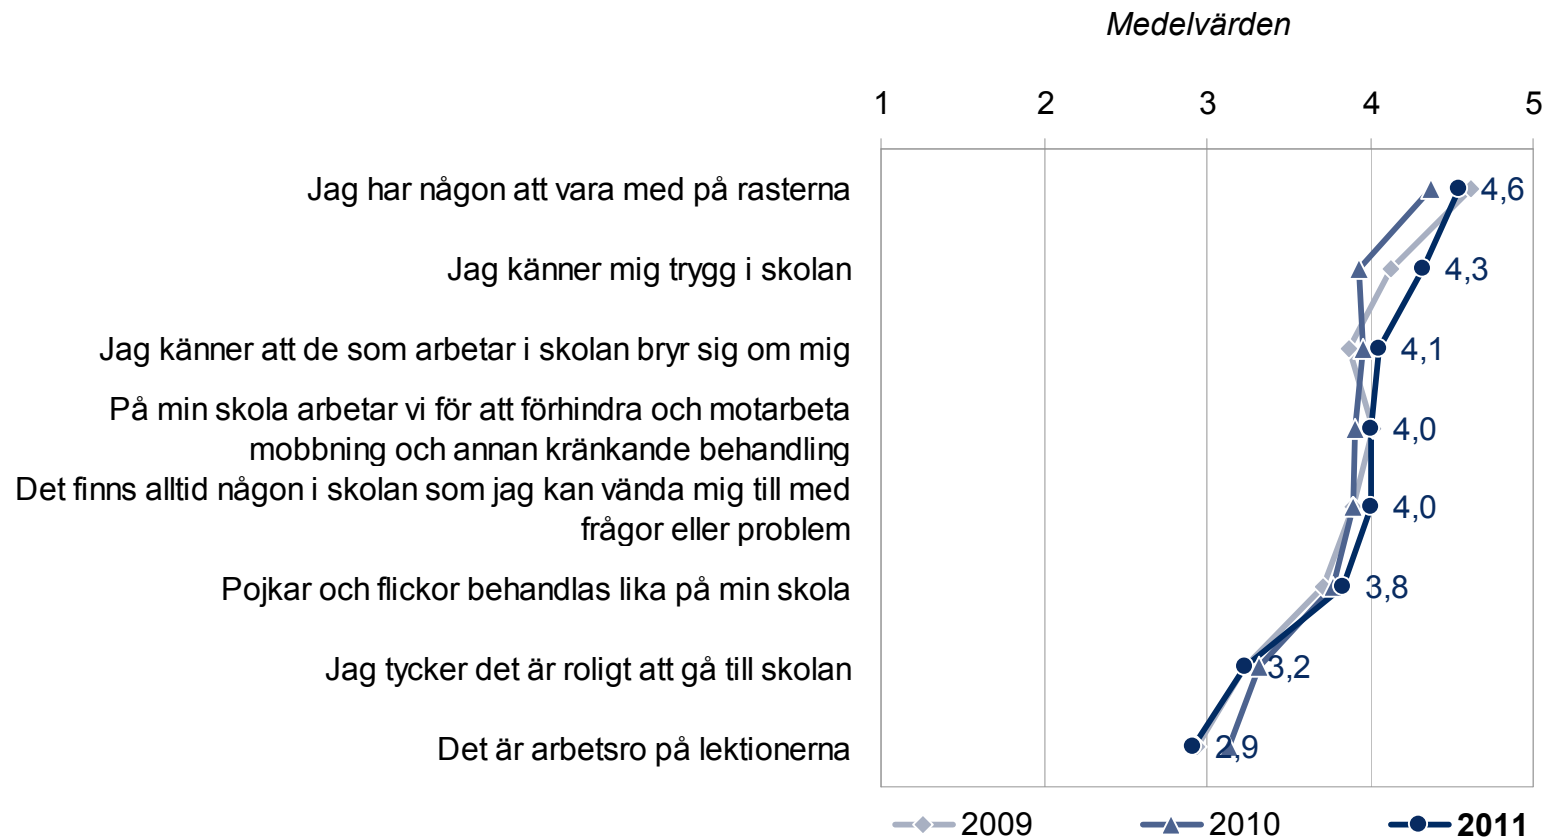 Medelvärden
1 2 3 4 5
Jag har någon att vara med på rasterna 4,6
Jag känner mig trygg i skolan 4,3
Jag känner att de som arbetar i skolan bryr sig om mig 4,1
På min skola arbetar vi för att förhindra och motarbeta
mobbning och annan kränkande behandling 4,0
Det finns alltid någon i skolan som jag kan vända mig till med
frågor eller problem 4,0
Pojkar och flickor behandlas lika på min skola 3,8
Jag tycker det är roligt att gå till skolan 3,2
Det är arbetsro på lektionerna 2,9
2009 2010 2011